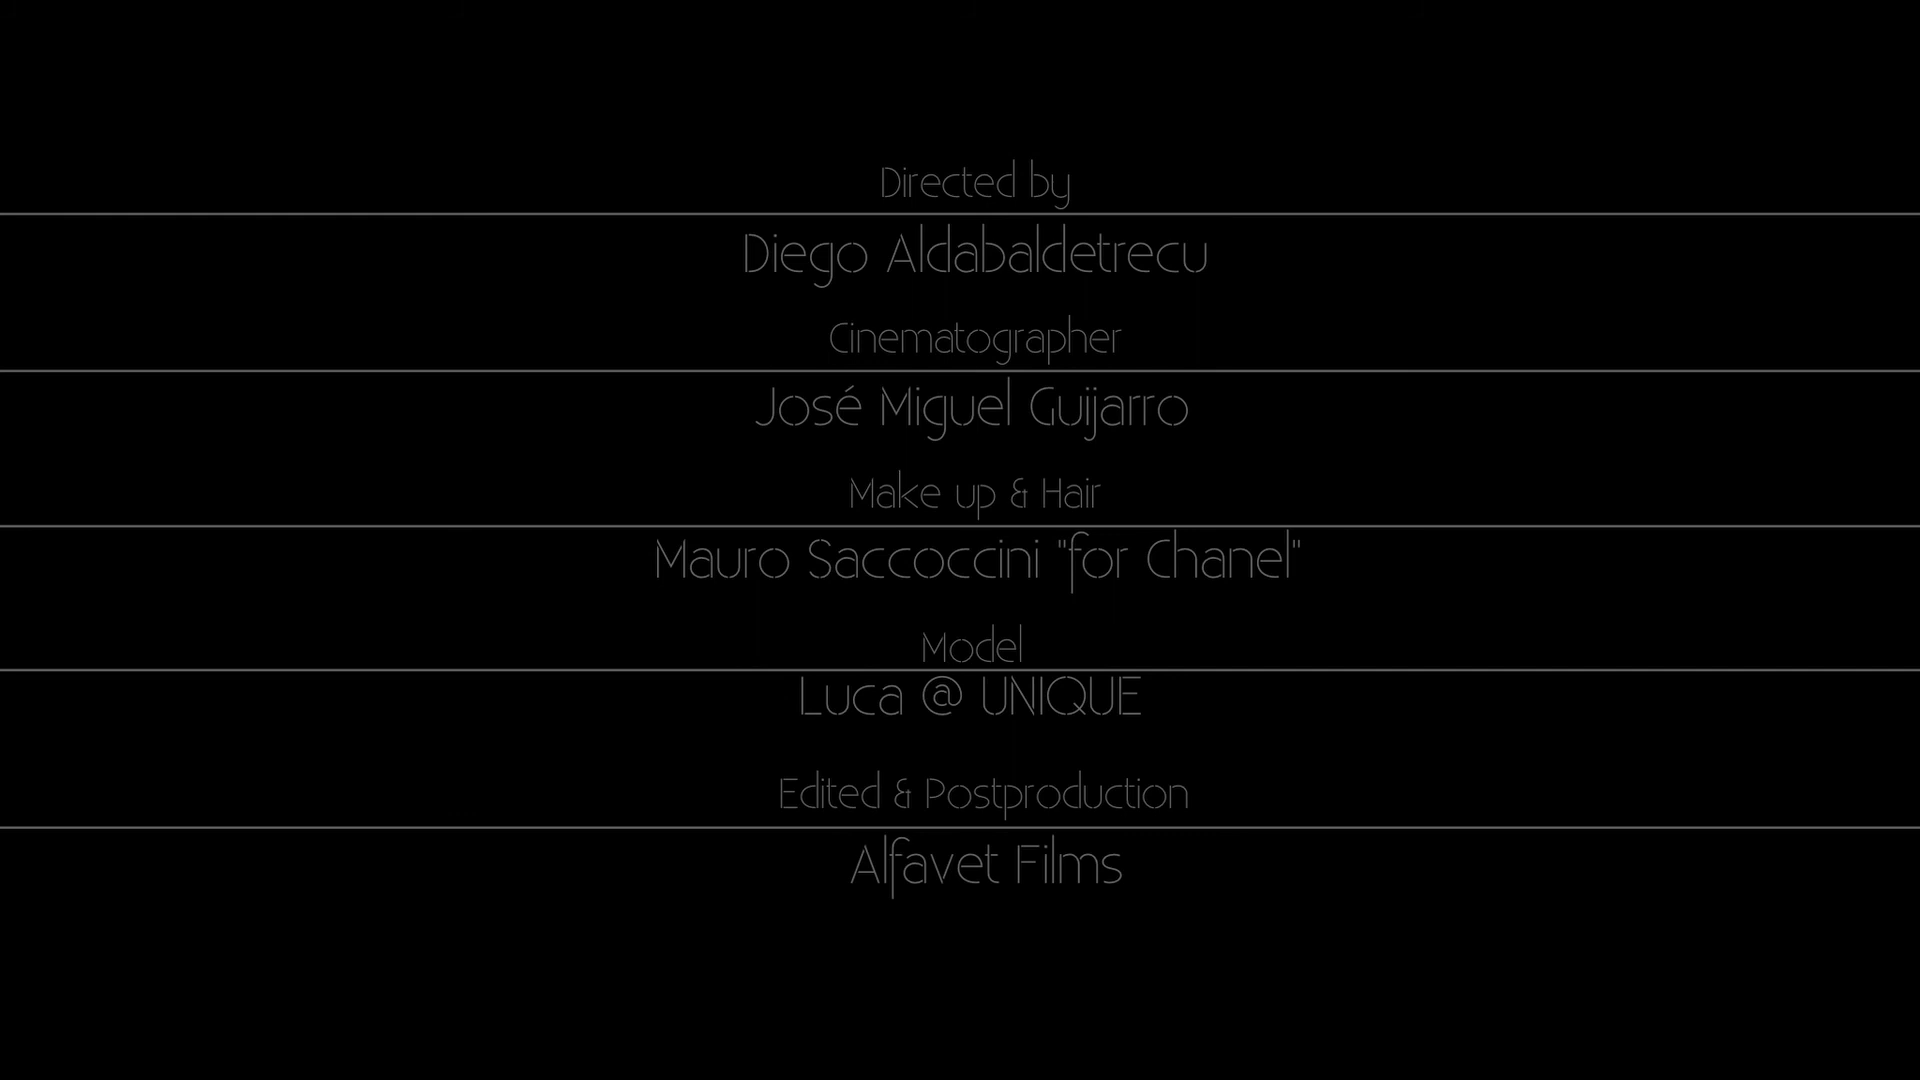 Directed by
Diego Aldabaldetrecu
Cinematographer
José Miguel Guijarro
Make up & Hair
Mauro Saccoccini "for Chanel"
Model
Luca @ UNIQUE
Edited & Postproduction
Alfavet Films